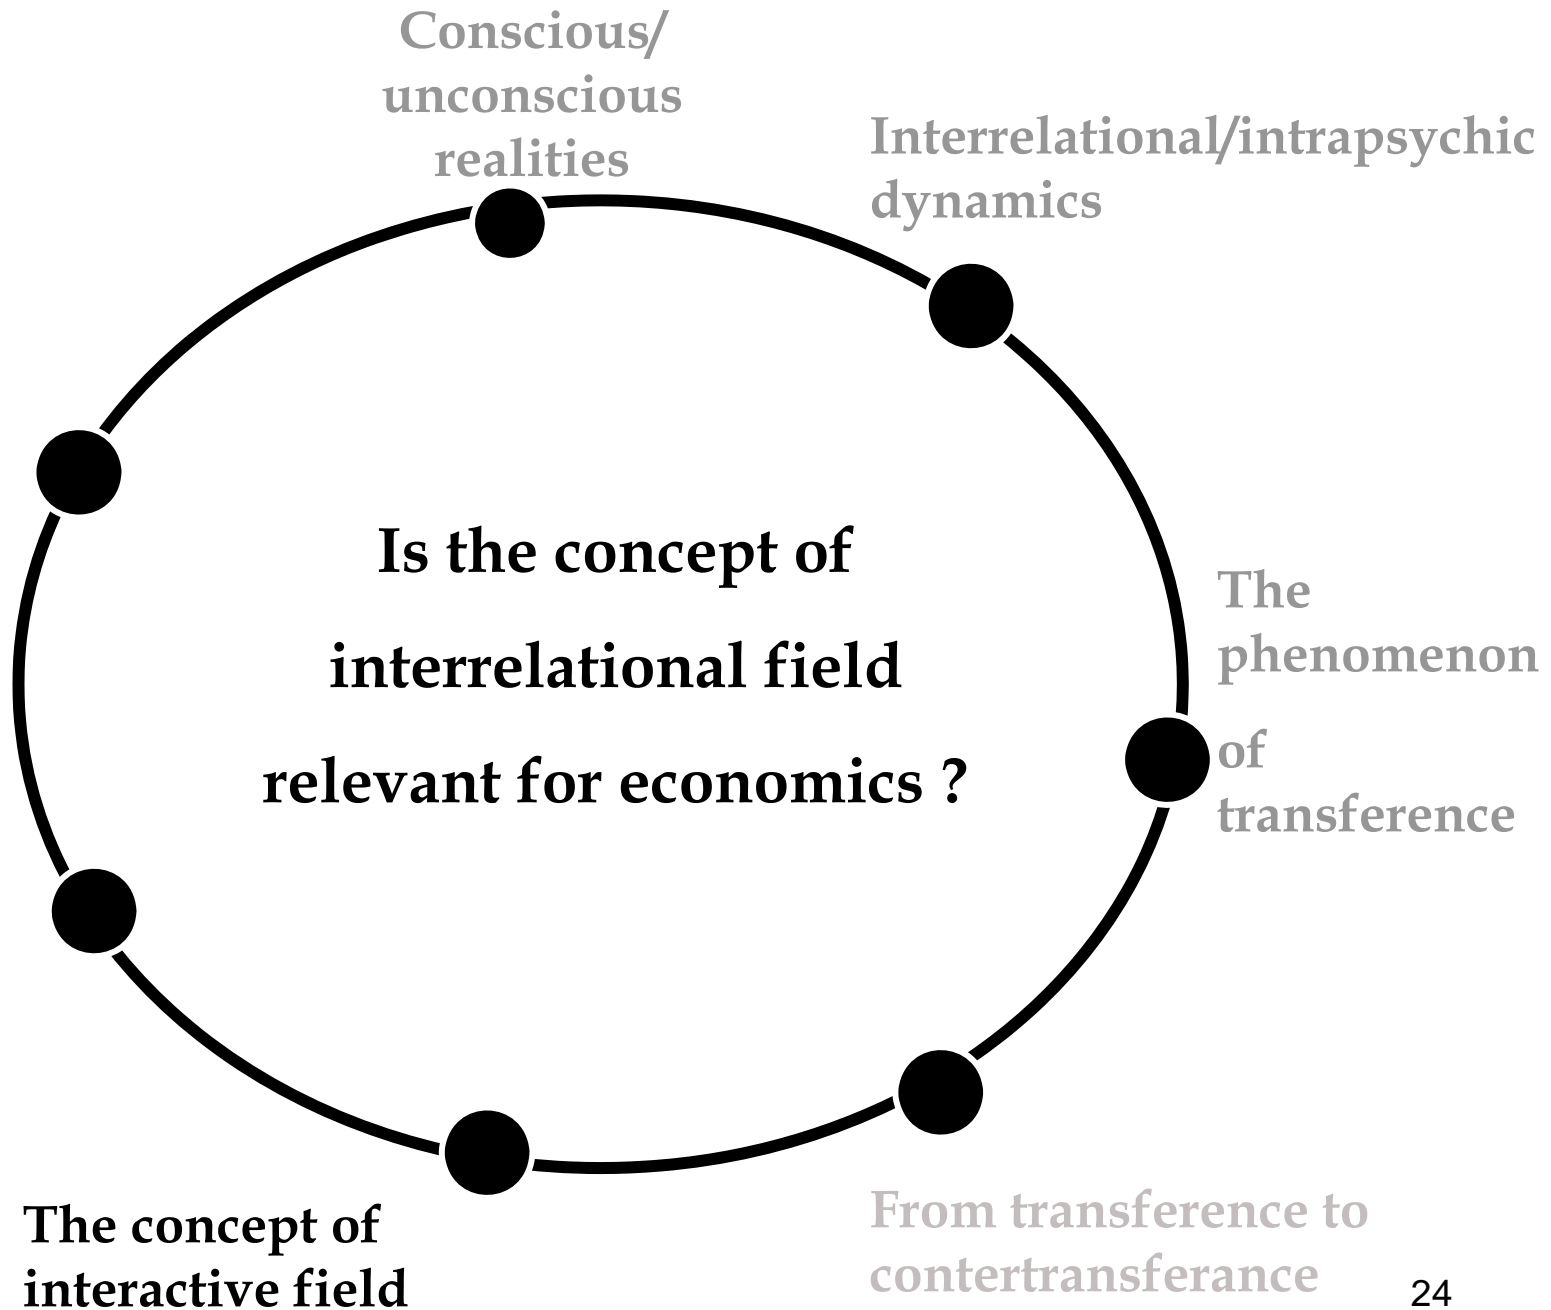 Conscious/
unconscious
realities
Interrelational/intrapsychic
dynamics
Is the concept of
interrelational field
relevant for economics ?
The
phenomenon
of
transference
The concept of
interactive field
From transference to
contertransferance
24